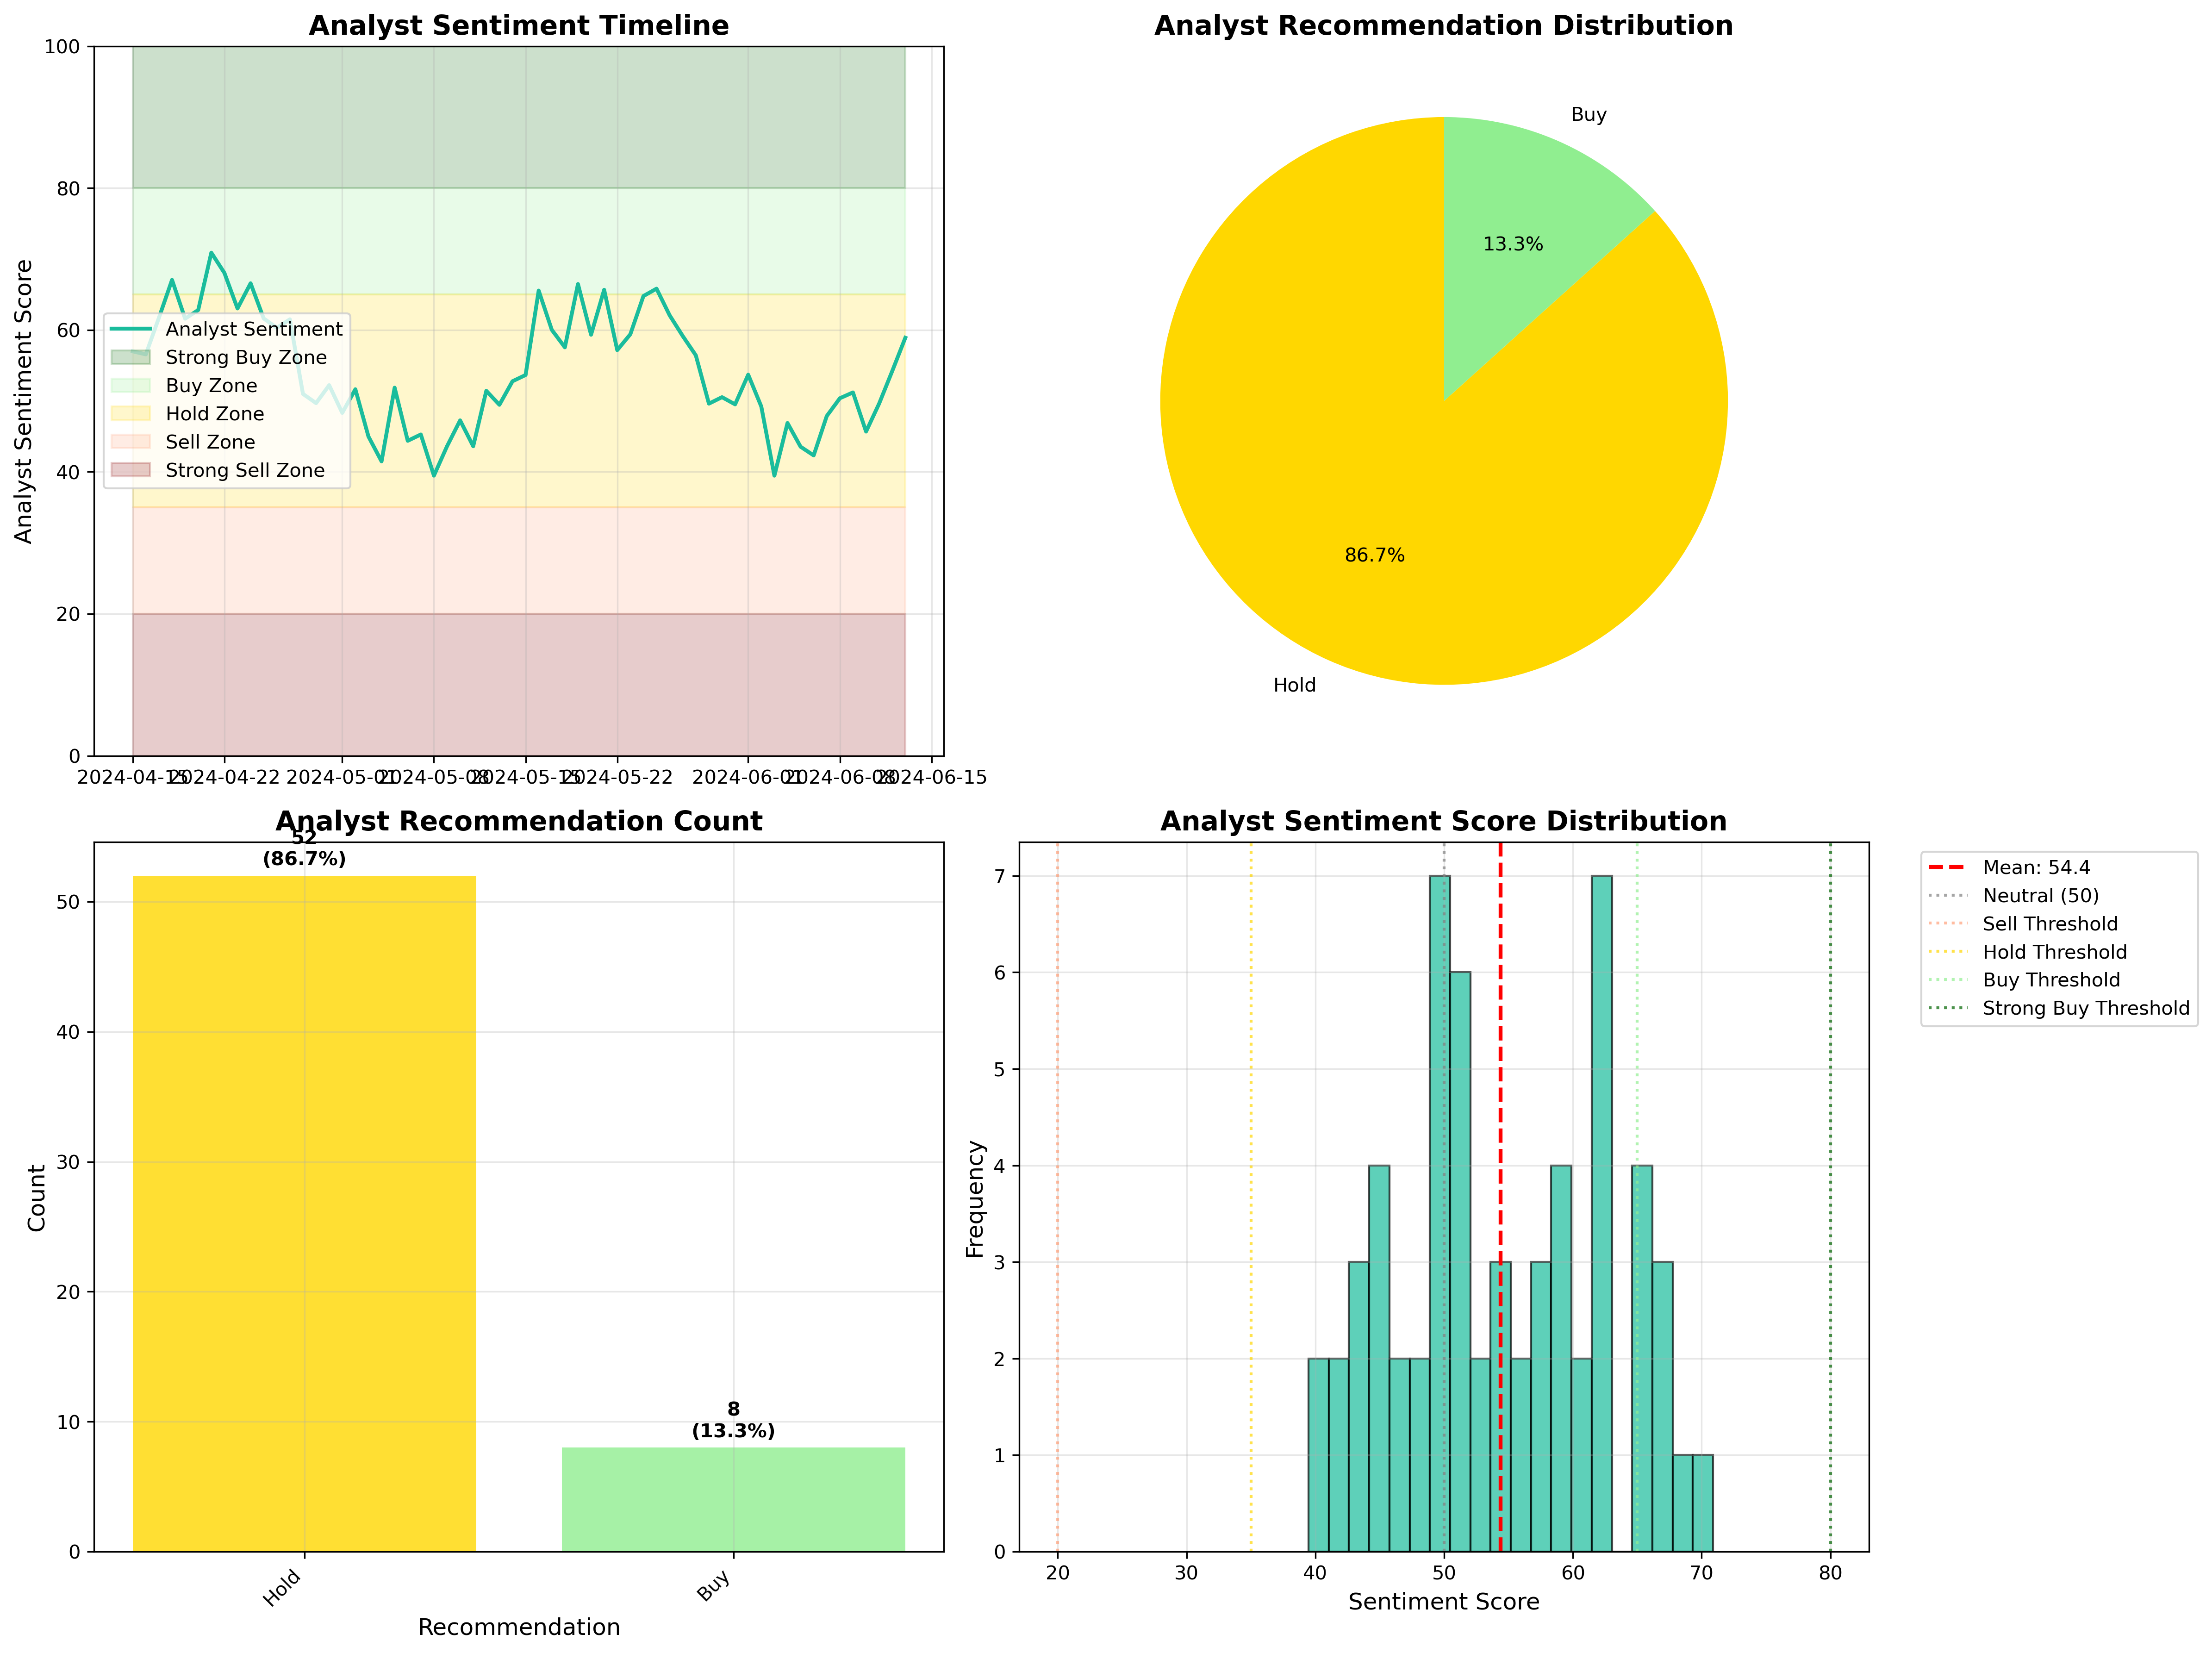 Analyst Sentiment Timeline
Analyst Sentiment Score
100
80
60
40
20
0
Analyst Sentiment
Strong Buy Zone
Buy Zone
Hold Zone
Sell Zone
Strong Sell Zone
2024-04-15
2024-04-22
2024-05-01
2024-05-08
2024-05-15
2024-05-22
2024-06-01
2024-06-08
2024-06-15
Analyst Recommendation Distribution
Buy
13.3%
86.7%
Hold
Analyst Recommendation Count
52
(86.7%)
8
(13.3%)
Count
50
40
30
20
10
0
Hold
Buy
Recommendation
Analyst Sentiment Score Distribution
Frequency
7
6
5
4
3
2
1
0
20
30
40
50
60
70
80
Sentiment Score
Mean: 54.4
Neutral (50)
Sell Threshold
Hold Threshold
Buy Threshold
Strong Buy Threshold